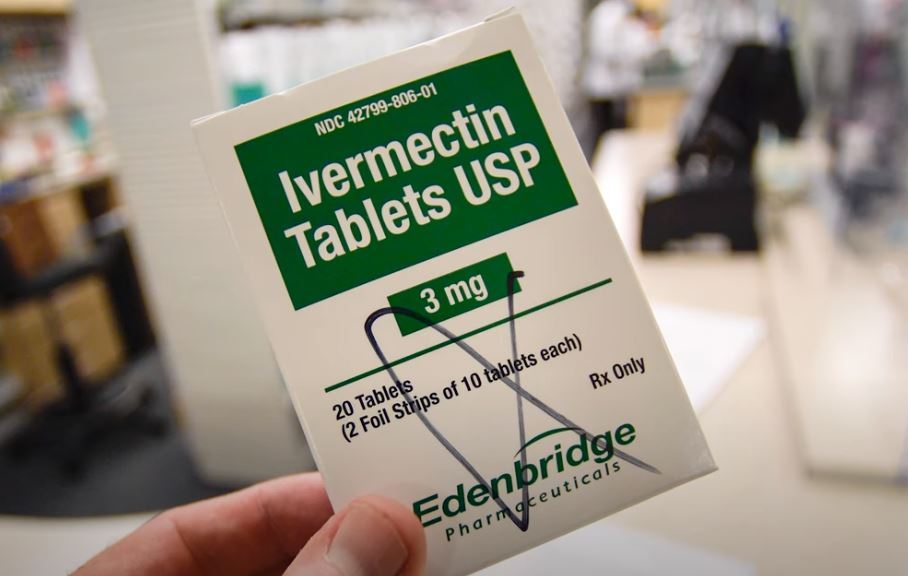 NDC 42799-806-01
Ivermectin
Tablets USP
3 mg
20 Tablets
(2 Foil Strips of 10 tablets each)
Rx Only
Edenbridge
Pharmaceuticals